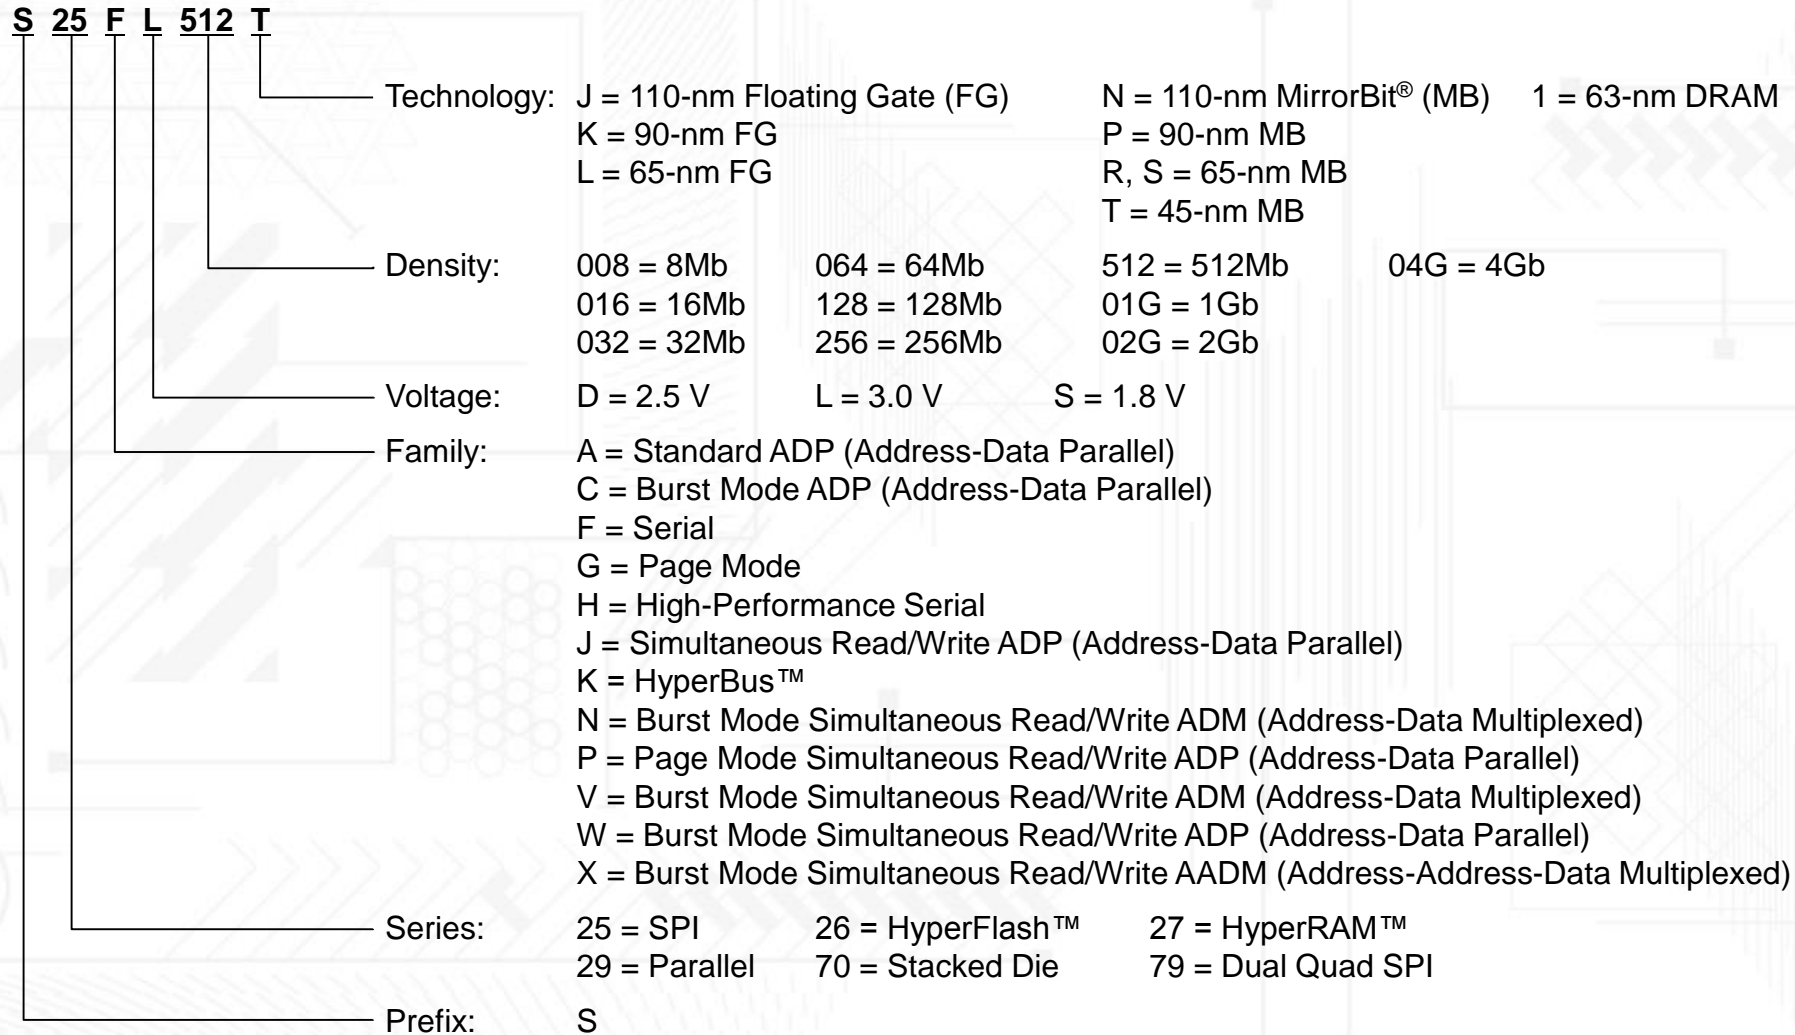 S 25 F L 512 T
Technology: J = 110-nm Floating Gate (FG) N = 110-nm MirrorBit® (MB) 1 = 63-nm DRAM
K = 90-nm FG P = 90-nm MB
L = 65-nm FG R, S = 65-nm MB
T = 45-nm MB
Density: 008 = 8Mb 064 = 64Mb 512 = 512Mb 04G = 4Gb
016 = 16Mb 128 = 128Mb 01G = 1Gb
032 = 32Mb 256 = 256Mb 02G = 2Gb
Voltage: D = 2.5 V L = 3.0 V S = 1.8 V
Family: A = Standard ADP (Address-Data Parallel)
C = Burst Mode ADP (Address-Data Parallel)
F = Serial
G = Page Mode
H = High-Performance Serial
J = Simultaneous Read/Write ADP (Address-Data Parallel)
K = HyperBus™
N = Burst Mode Simultaneous Read/Write ADM (Address-Data Multiplexed)
P = Page Mode Simultaneous Read/Write ADP (Address-Data Parallel)
V = Burst Mode Simultaneous Read/Write ADM (Address-Data Multiplexed)
W = Burst Mode Simultaneous Read/Write ADP (Address-Data Parallel)
X = Burst Mode Simultaneous Read/Write AADM (Address-Address-Data Multiplexed)
Series: 25 = SPI 26 = HyperFlash™ 27 = HyperRAM™
29 = Parallel 70 = Stacked Die 79 = Dual Quad SPI
Prefix: S